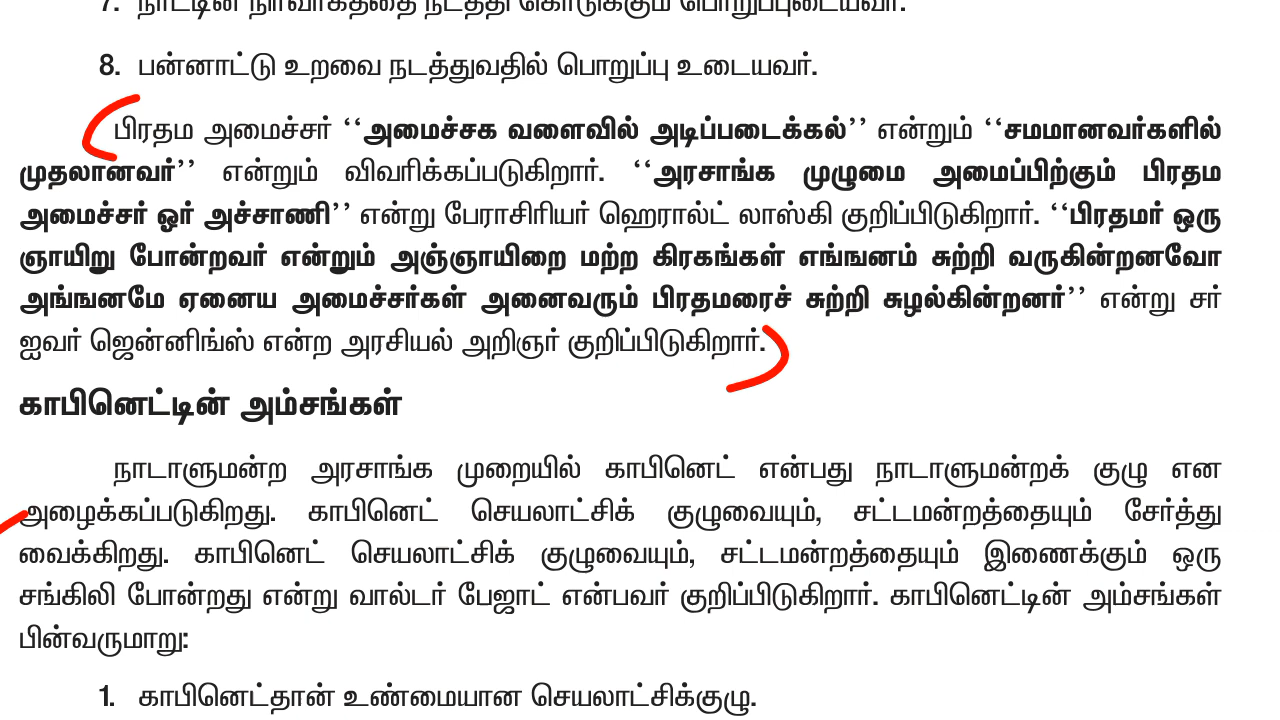 7. நாட்டின் நிர்வாகத்தை நடத்தி கொடுக்கும் பொறுப்புடையவர்.
8. பன்னாட்டு உறவை நடத்துவதில் பொறுப்பு உடையவர்.
பிரதம அமைச்சர் ‘‘அமைச்சக வளைவில் அடிப்படைக்கல்’’ என்றும் ‘‘சமமானவர்களில்
முதலானவர்’’ என்றும் விவரிக்கப்படுகிறார். ‘‘அரசாங்க முழுமை அமைப்பிற்கும் பிரதம
அமைச்சர் ஓர் அச்சாணி’’ என்று பேராசிரியர் ஹெரால்ட் லாஸ்கி குறிப்பிடுகிறார். ‘‘பிரதமர் ஒரு
ஞாயிறு போன்றவர் என்றும் அஞ்ஞாயிறை மற்ற கிரகங்கள் எங்ஙனம் சுற்றி வருகின்றனவோ
அங்ஙனமே ஏனைய அமைச்சர்கள் அனைவரும் பிரதமரைச் சுற்றி சுழல்கின்றனர்’’ என்று சர்
ஐவர் ஜென்னிங்ஸ் என்ற அரசியல் அறிஞர் குறிப்பிடுகிறார்.
காபினெட்டின் அம்சங்கள்
நாடாளுமன்ற அரசாங்க முறையில் காபினெட் என்பது நாடாளுமன்றக் குழு என
அழைக்கப்படுகிறது. காபினெட் செயலாட்சிக் குழுவையும், சட்டமன்றத்தையும் சேர்த்து
வைக்கிறது. காபினெட் செயலாட்சிக் குழுவையும், சட்டமன்றத்தையும் இணைக்கும் ஒரு
சங்கிலி போன்றது என்று வால்டர் பேஜாட் என்பவர் குறிப்பிடுகிறார். காபினெட்டின் அம்சங்கள்
பின்வருமாறு:
1. காபினெட்தான் உண்மையான செயலாட்சிக்குழு.